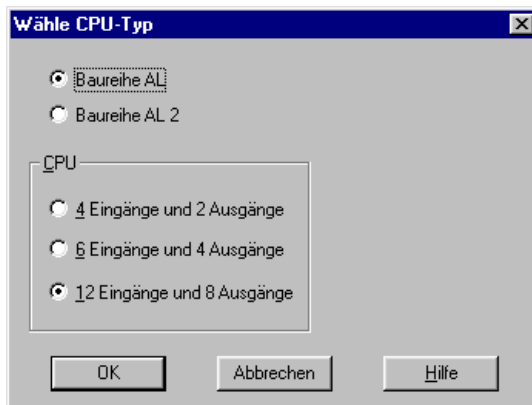 Wähle CPU-Typ
Baureihe AL
Baureihe AL 2
CPU
4 Eingänge und 2 Ausgänge
6 Eingänge und 4 Ausgänge
12 Eingänge und 8 Ausgänge
OK Abbrechen Hilfe